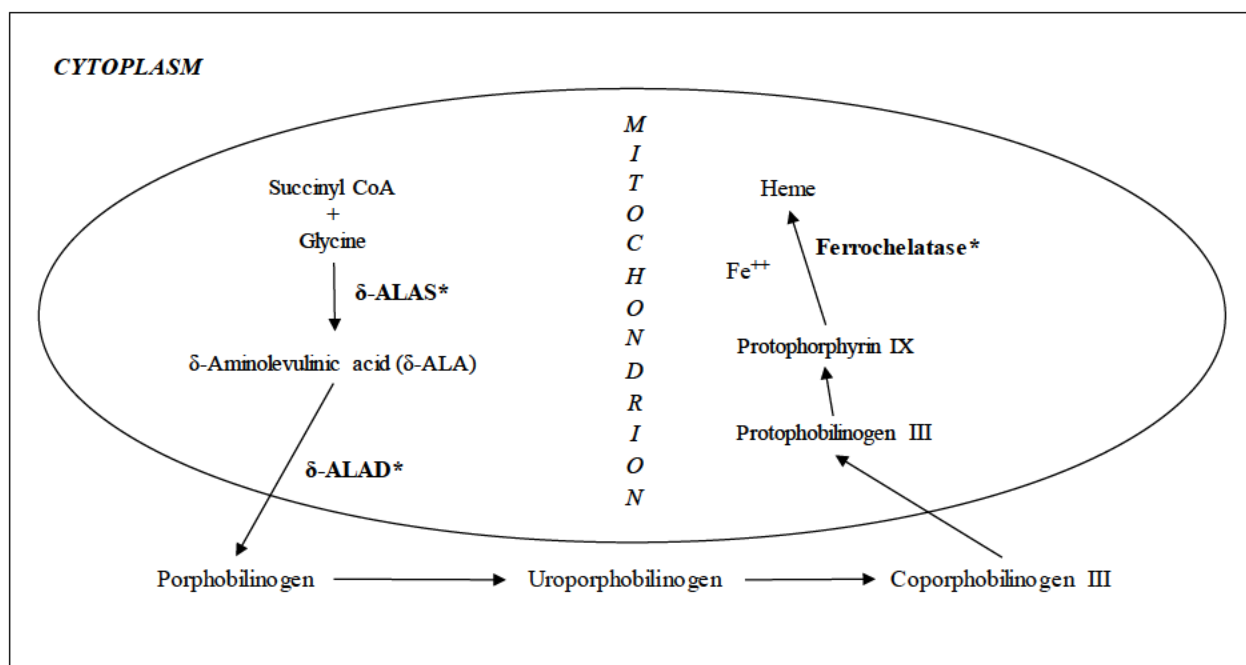 CYTOPLASM
MITOCHONDRION
Succinyl CoA
+
Glycine
δ-ALAS*
δ-Aminolevulinic acid (δ-ALA)
δ-ALAD*
Porphobilinogen
Uroporphobilinogen
Coporphobilinogen III
Protophobilinogen III
Protophorphyrin IX
Fe⁺⁺
Ferrochelatase*
Heme